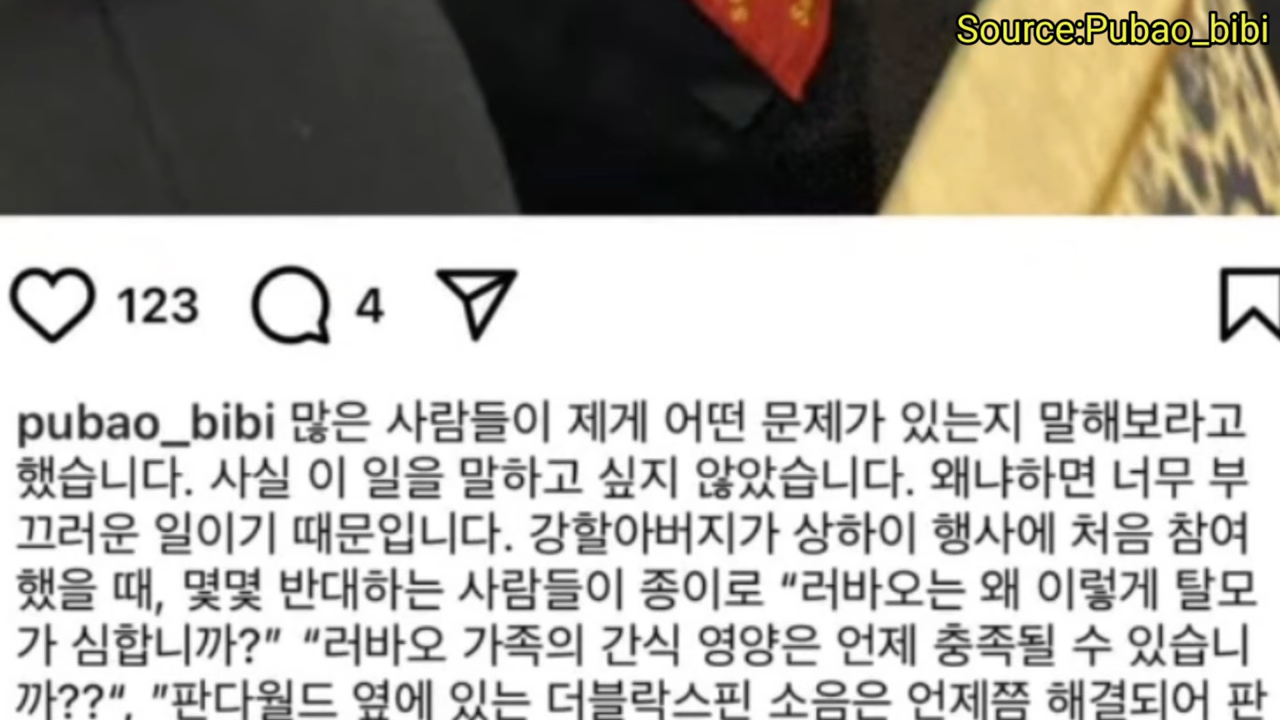 Source:Pubao_bibi
123 4
pubao_bibi 많은 사람들이 제게 어떤 문제가 있는지 말해보라고
했습니다. 사실 이 일을 말하고 싶지 않았습니다. 왜냐하면 너무 부
끄러운 일이기 때문입니다. 강할아버지가 상하이 행사에 처음 참여
했을 때, 몇몇 반대하는 사람들이 종이로 “러바오는 왜 이렇게 탈모
가 심합니까?” “러바오 가족의 간식 영양은 언제 충족될 수 있습니
까??“, ”판다월드 옆에 있는 더블락스핀 소음은 언제쯤 해결되어 판